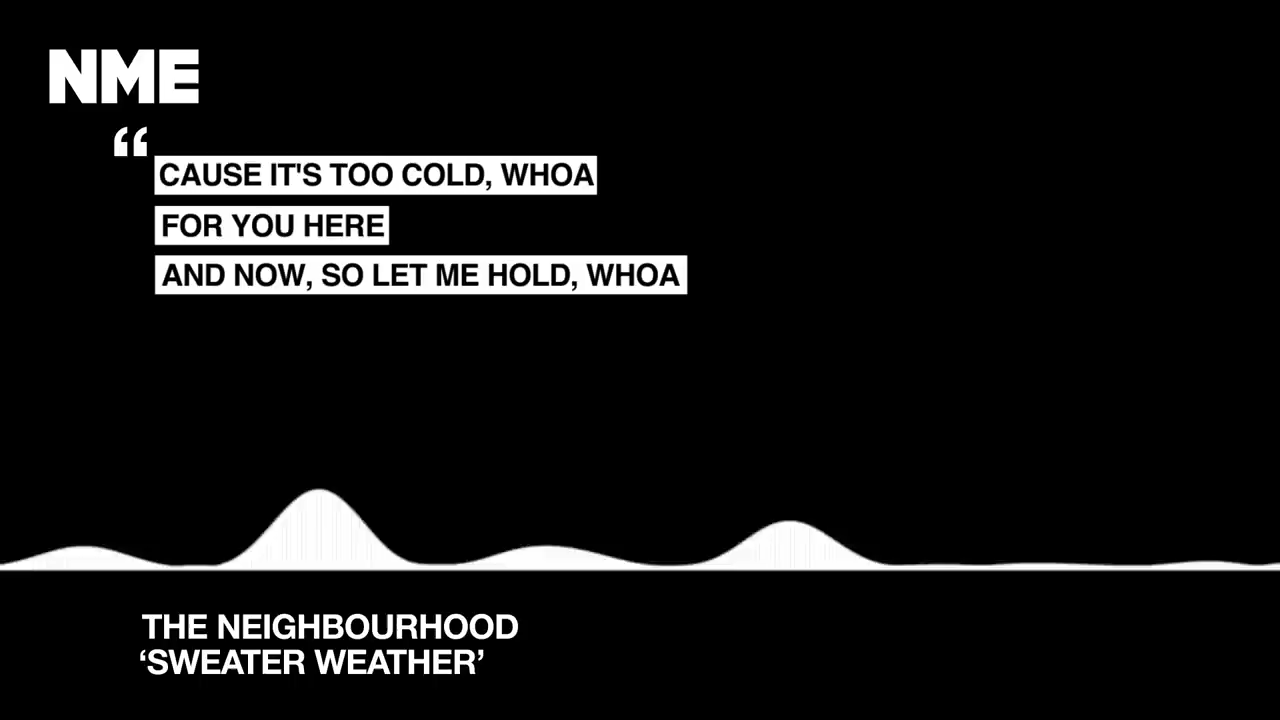 NME
“
CAUSE IT'S TOO COLD, WHOA
FOR YOU HERE
AND NOW, SO LET ME HOLD, WHOA
THE NEIGHBOURHOOD
‘SWEATER WEATHER’